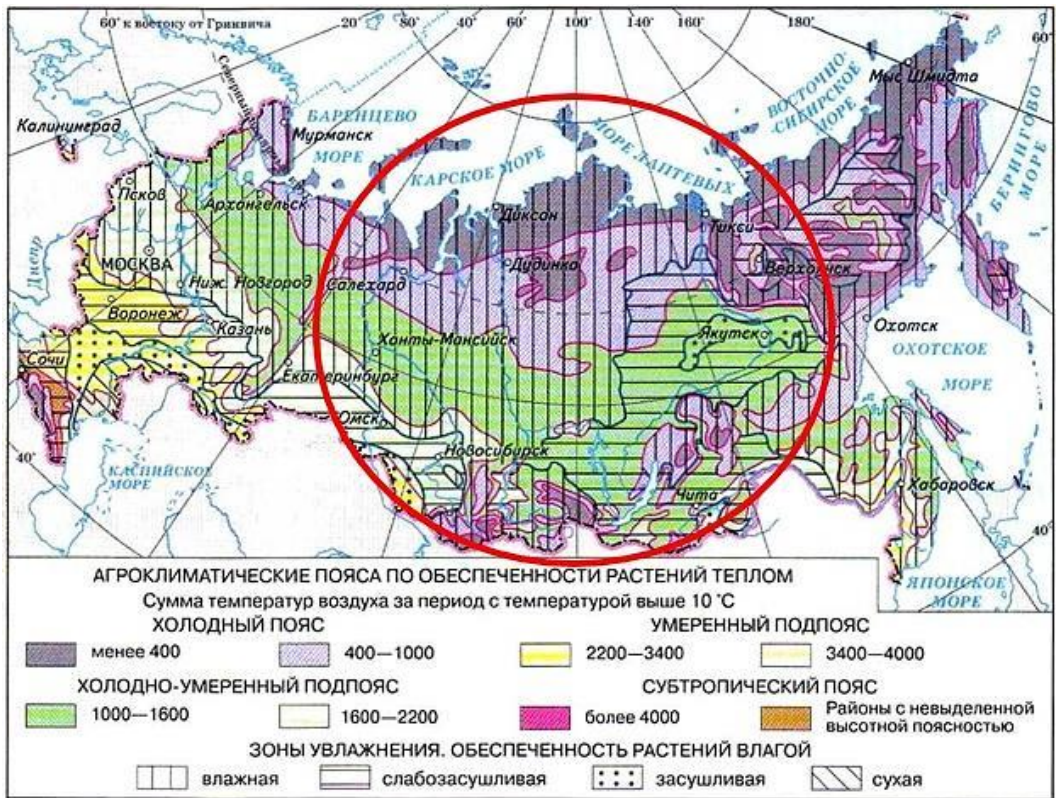 60° к востоку от Гринвича
20° 80° 40° 100° 140° 160° 180° 60°
60°
Мыс Шмидта
ВОСТОЧНО-
СИБИРСКОЕ
МОРЕ
БЕРИНГОВО
МОРЕ
Калининград
БАРЕНЦЕВО
МОРЕ
Мурманск
КАРСКОЕ МОРЕ
МОРЕ ЛАПТЕВЫХ
Псков
Архангельск
Диксон
Тикси
Днепр
МОСКВА
Дудинка
Верхоянск
Ниж. Новгород
Салехард
Воронеж
Казань
Якутск
Охотск
Ханты-Мансийск
ОХОТСКОЕ
МОРЕ
Сочи
Екатеринбург
Омск
Новосибирск
40°
КАСПИЙСКОЕ
МОРЕ
Чита
Хабаровск
40°
ЯПОНСКОЕ
МОРЕ
АГРОКЛИМАТИЧЕСКИЕ ПОЯСА ПО ОБЕСПЕЧЕННОСТИ РАСТЕНИЙ ТЕПЛОМ
Сумма температур воздуха за период с температурой выше 10 °С
ХОЛОДНЫЙ ПОЯС
УМЕРЕННЫЙ ПОДПОЯС
менее 400
400—1000
2200—3400
3400—4000
ХОЛОДНО-УМЕРЕННЫЙ ПОДПОЯС
СУБТРОПИЧЕСКИЙ ПОЯС
1000—1600
1600—2200
более 4000
Районы с невыделенной
высотной поясностью
ЗОНЫ УВЛАЖНЕНИЯ. ОБЕСПЕЧЕННОСТЬ РАСТЕНИЙ ВЛАГОЙ
влажная
слабозасушливая
засушливая
сухая